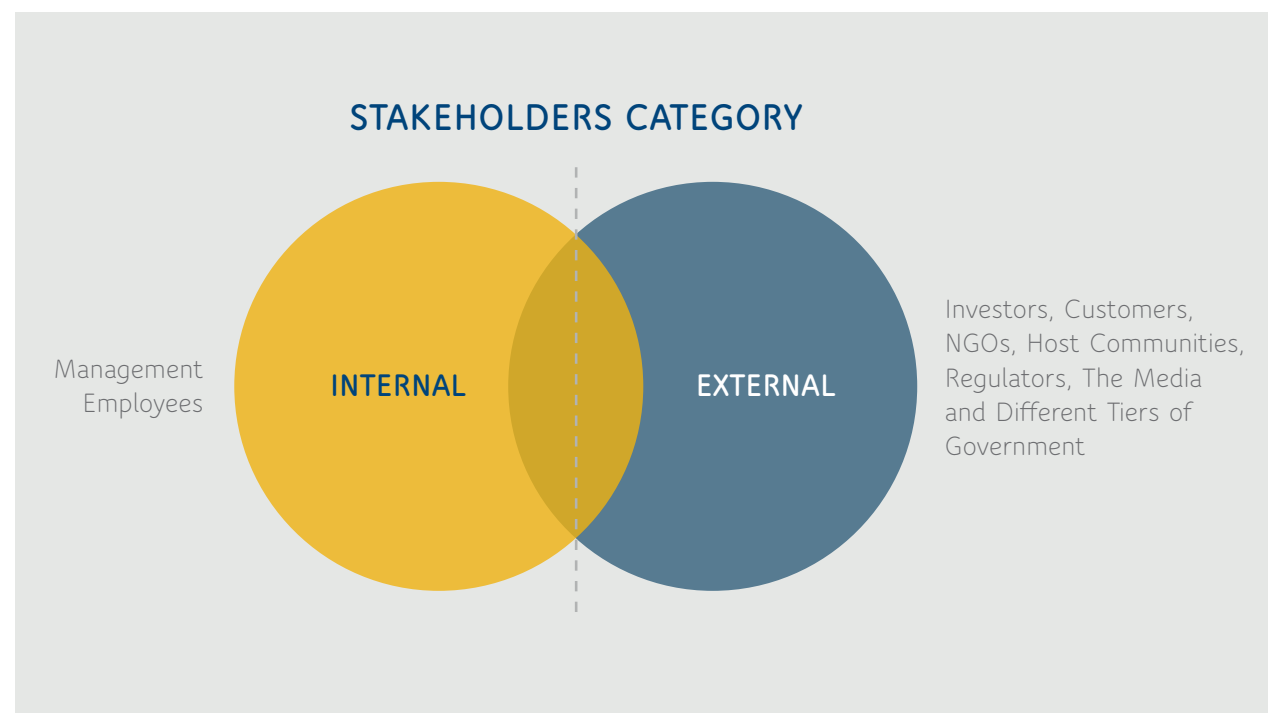 STAKEHOLDERS CATEGORY
Management
Employees
INTERNAL
EXTERNAL
Investors, Customers,
NGOs, Host Communities,
Regulators, The Media
and Different Tiers of
Government